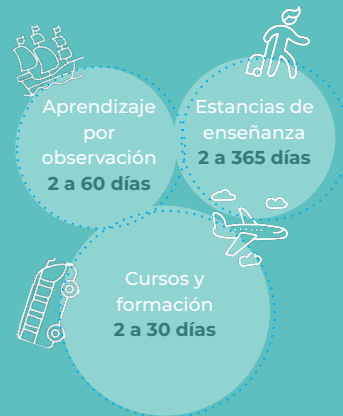 Aprendizaje
por
observación
2 a 60 días
Estancias de
enseñanza
2 a 365 días
Cursos y
formación
2 a 30 días